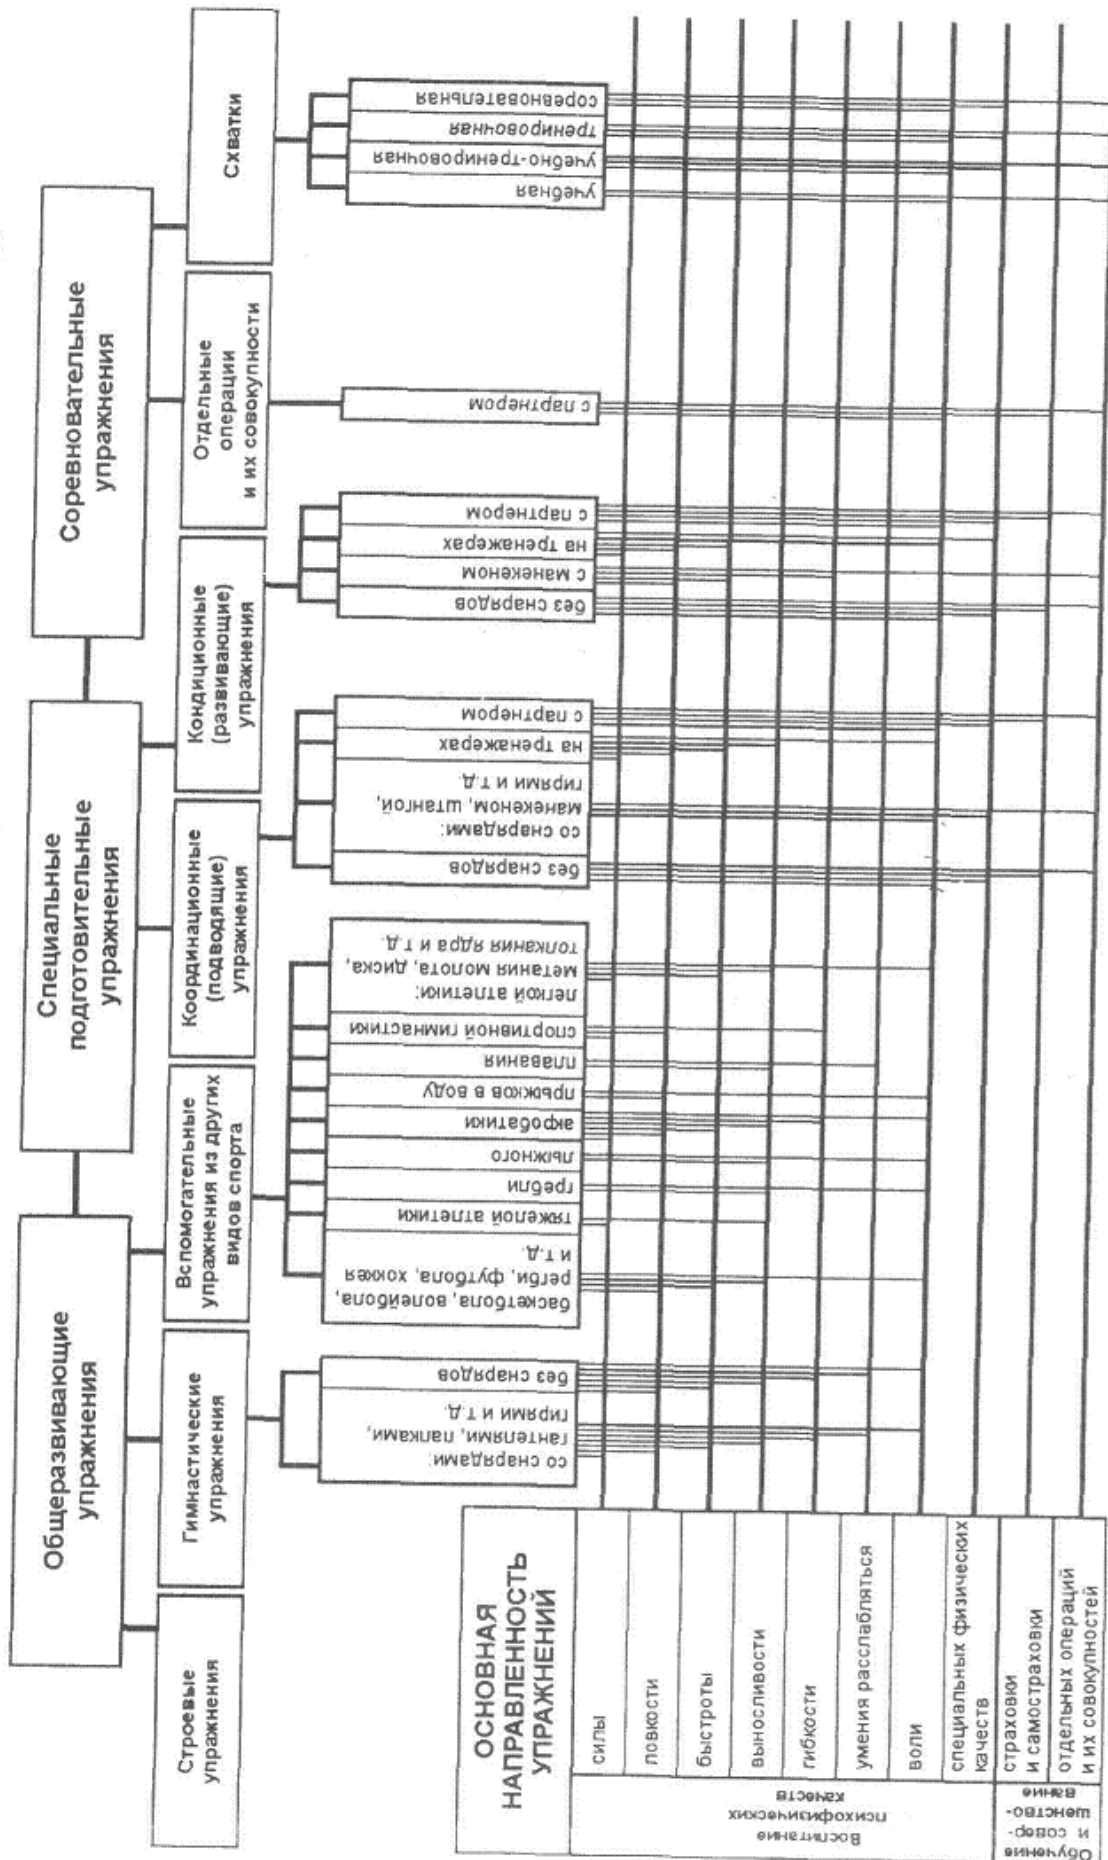 Общеразвивающие
упражнения
Специальные
подготовительные
упражнения
Соревновательные
упражнения
Строевые
упражнения
Гимнастические
упражнения
Вспомогательные
упражнения из других
видов спорта
Координационные
(подводящие)
упражнения
Кондиционные
(развивающие)
упражнения
Отдельные
операции
и их совокупности
Схватки
со снарядами:
гантелями, палками,
гирями и т.д.
без снарядов
баскетбола, волейбола,
регби, футбола, хоккея
и т.д.
тяжелой атлетики
гребли
лыжного
акробатики
прыжков в воду
плавания
спортивной гимнастики
легкой атлетики:
метания молота, диска,
толкания ядра и т.д.
без снарядов
со снарядами:
манекеном, штангой,
гирями и т.д.
на тренажерах
с партнером
без снарядов
с манекеном
на тренажерах
с партнером
с партнером
учебная
учебно-тренировочная
тренировочная
соревновательная
ОСНОВНАЯ
НАПРАВЛЕННОСТЬ
УПРАЖНЕНИЙ
Воспитание
психофизических
качеств
силы
ловкости
быстроты
выносливости
гибкости
умения расслабляться
воли
специальных физических
качеств
Обучение
и совер-
шенство-
вание
страховки
и самостраховки
отдельных операций
и их совокупностей